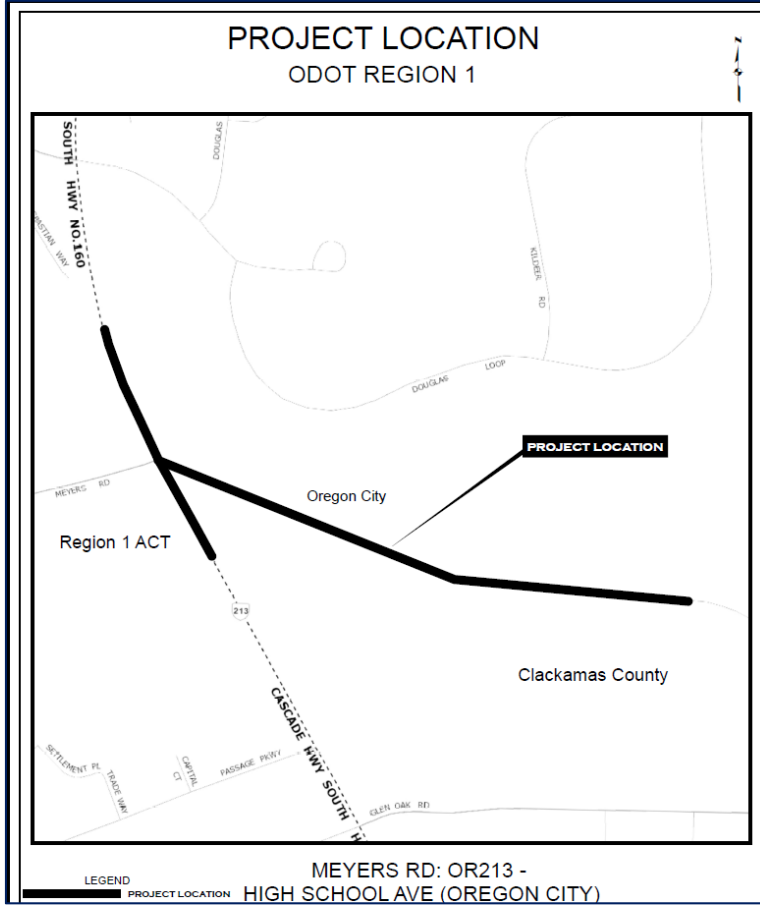 PROJECT LOCATION
ODOT REGION 1
N
SOUTH HWY NO.160
DOUGLAS
WAY
KILDEER RD
DOUGLAS LOOP
PROJECT LOCATION
Oregon City
MEYERS RD
Region 1 ACT
213
Clackamas County
CASCADE HWY SOUTH H
SETTLEMENT PL
TRADE WAY
CAPITAL CT
PASSAGE PKWY
GLEN OAK RD
LEGEND
PROJECT LOCATION
MEYERS RD: OR213 -
HIGH SCHOOL AVE (OREGON CITY)